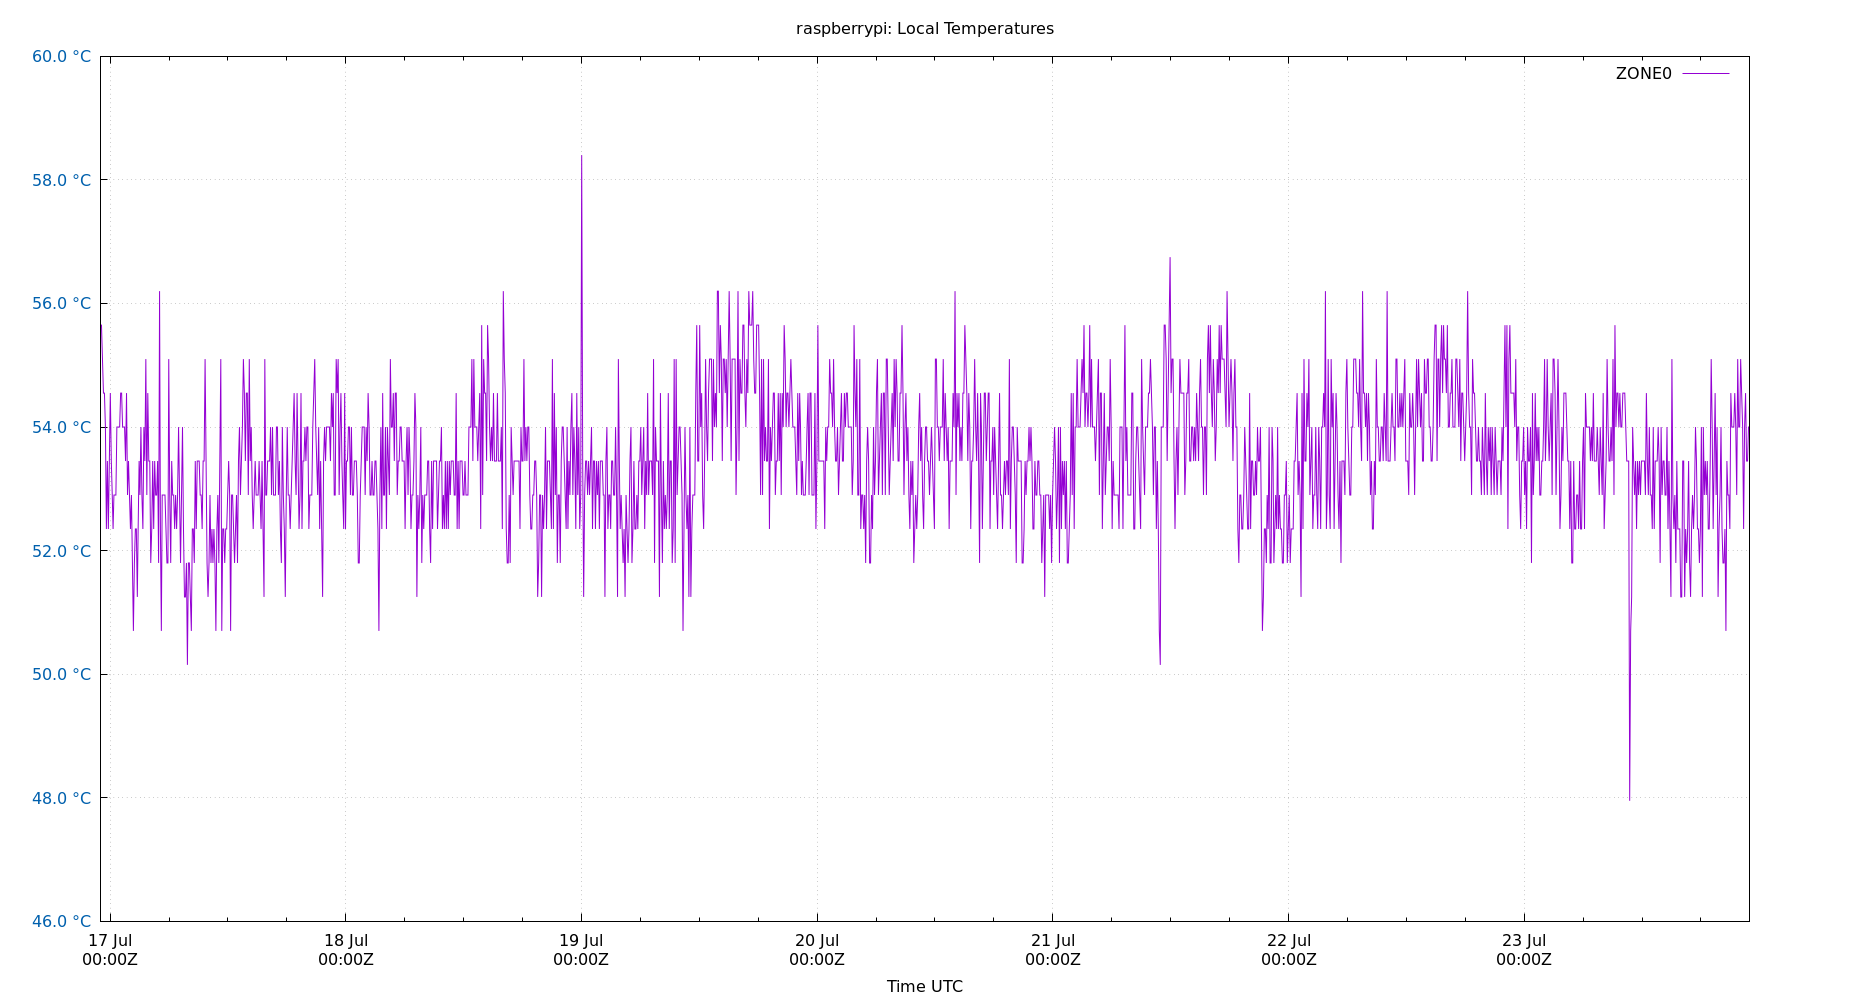 raspberrypi: Local Temperatures
60.0 °C
ZONE0
58.0 °C
56.0 °C
54.0 °C
52.0 °C
50.0 °C
48.0 °C
46.0 °C
17 Jul 18 Jul 19 Jul 20 Jul 21 Jul 22 Jul 23 Jul
00:00Z 00:00Z 00:00Z 00:00Z 00:00Z 00:00Z 00:00Z
Time UTC